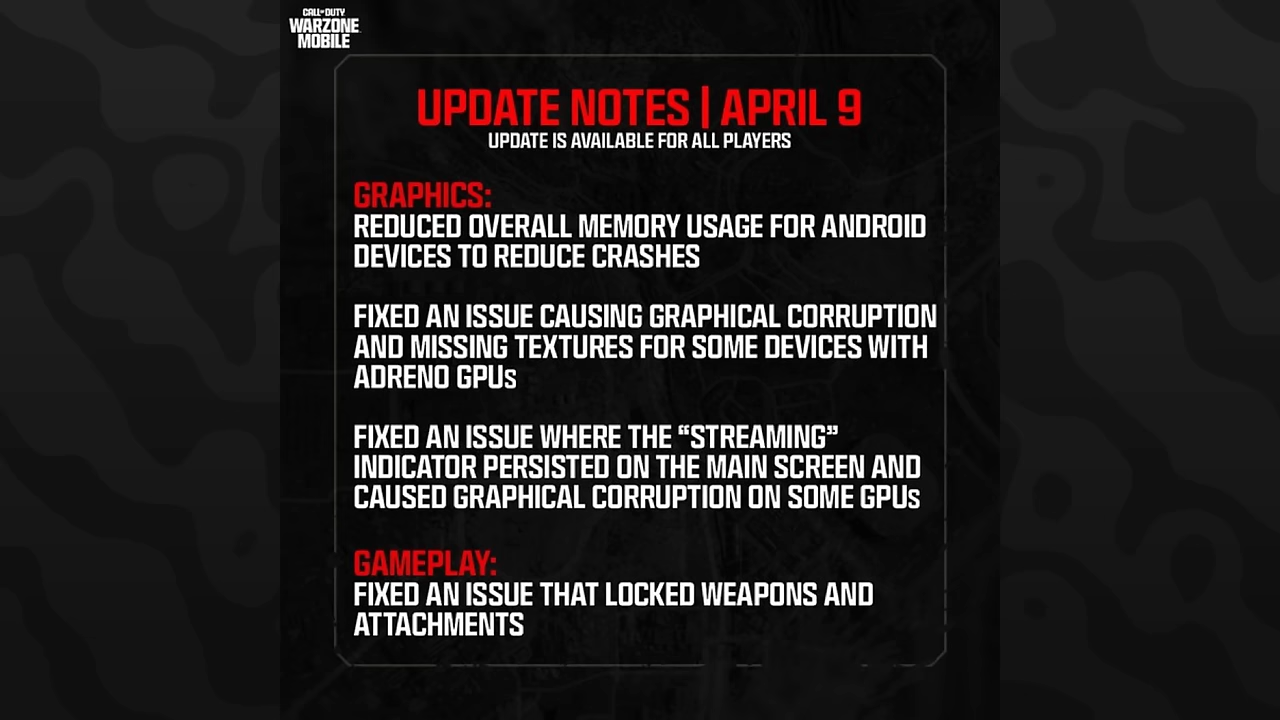 CALL OF DUTY
WARZONE
MOBILE
UPDATE NOTES | APRIL 9
UPDATE IS AVAILABLE FOR ALL PLAYERS
GRAPHICS:
REDUCED OVERALL MEMORY USAGE FOR ANDROID
DEVICES TO REDUCE CRASHES
FIXED AN ISSUE CAUSING GRAPHICAL CORRUPTION
AND MISSING TEXTURES FOR SOME DEVICES WITH
ADRENO GPUs
FIXED AN ISSUE WHERE THE “STREAMING”
INDICATOR PERSISTED ON THE MAIN SCREEN AND
CAUSED GRAPHICAL CORRUPTION ON SOME GPUs
GAMEPLAY:
FIXED AN ISSUE THAT LOCKED WEAPONS AND
ATTACHMENTS